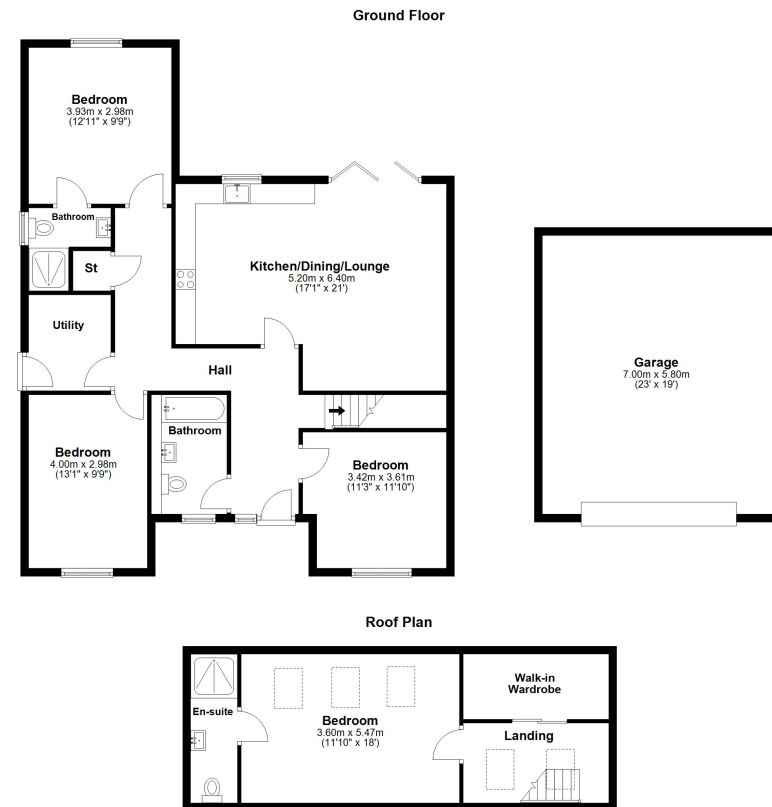 Ground Floor
Bedroom
3.93m x 2.98m
(12'11" x 9'9")
Bathroom
St
Kitchen/Dining/Lounge
5.20m x 6.40m
(17'1" x 21')
Utility
Hall
Garage
7.00m x 5.80m
(23' x 19')
Bedroom
4.00m x 2.98m
(13'1" x 9'9")
Bathroom
Bedroom
3.42m x 3.61m
(11'3" x 11'10")
Roof Plan
En-suite
Bedroom
3.60m x 5.47m
(11'10" x 18')
Walk-in
Wardrobe
Landing